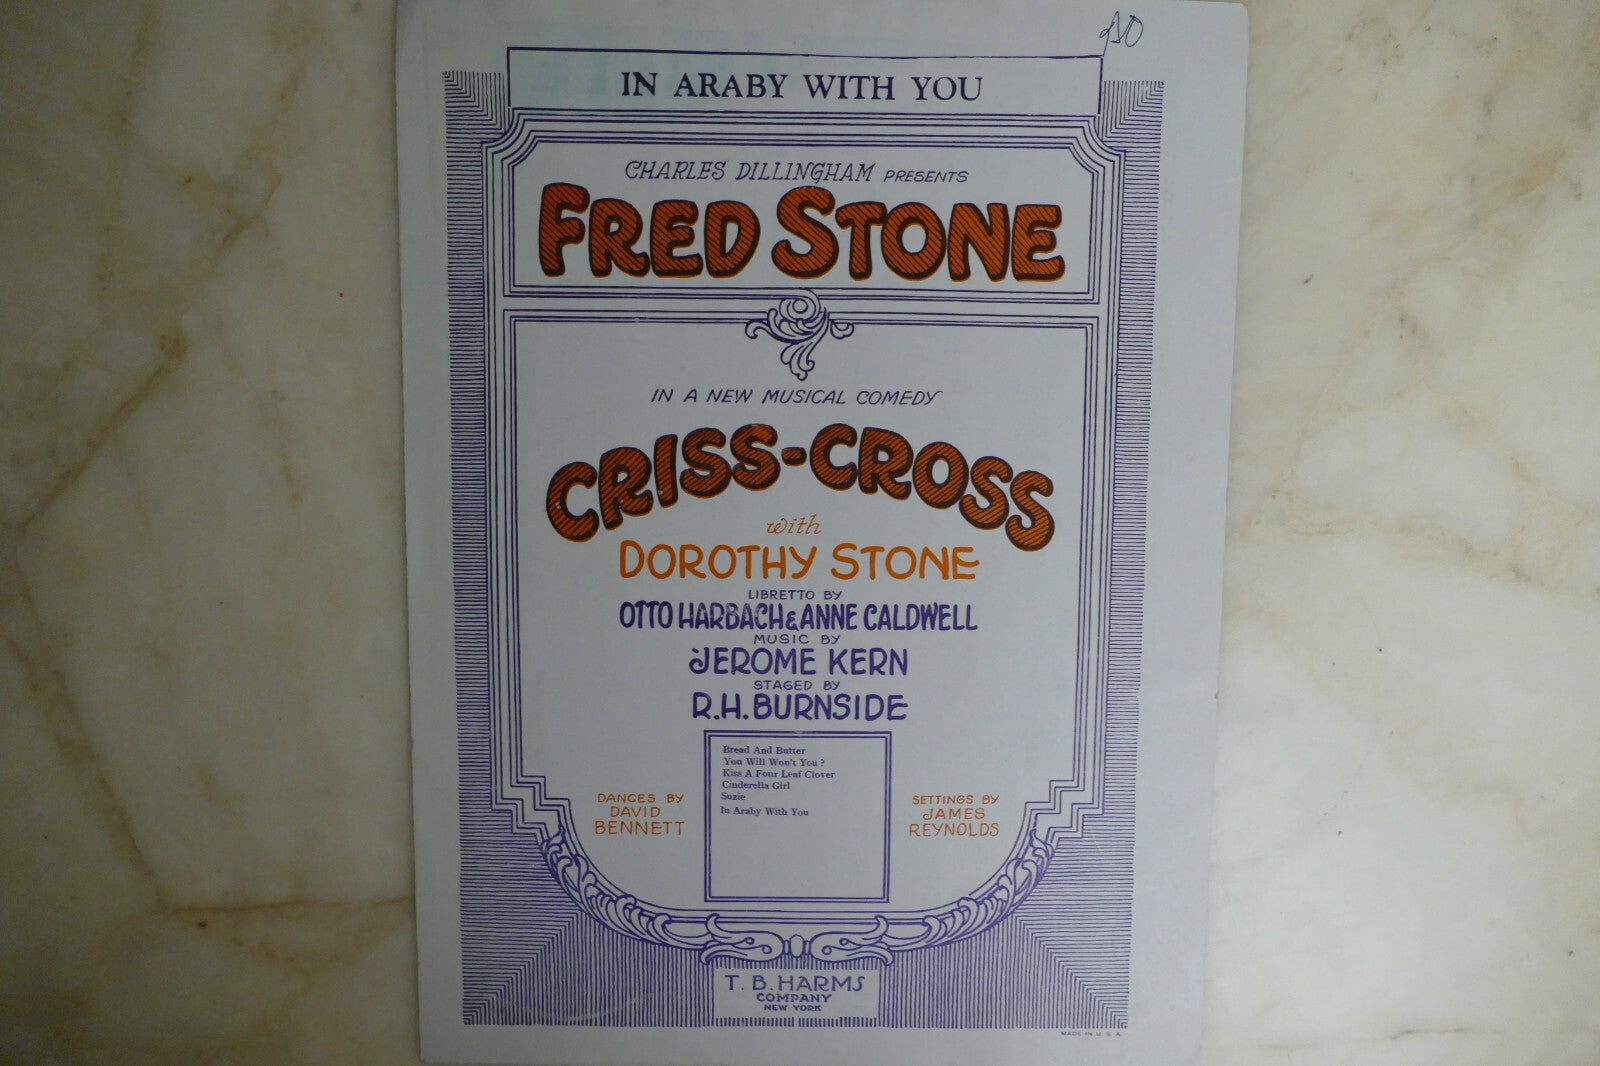 IN ARABY WITH YOU
CHARLES DILLINGHAM PRESENTS
FRED STONE
IN A NEW MUSICAL COMEDY
CRISS-CROSS
with
DOROTHY STONE
LIBRETTO BY
OTTO HARBACH & ANNE CALDWELL
MUSIC BY
JEROME KERN
STAGED BY
R.H. BURNSIDE
Bread And Butter
You Will Won't You?
Kiss A Four Leaf Clover
Cinderella Girl
Suzie
In Araby With You
DANCES BY
DAVID
BENNETT
SETTINGS BY
JAMES
REYNOLDS
T. B. HARMS
COMPANY
NEW YORK
MADE IN U. S. A.